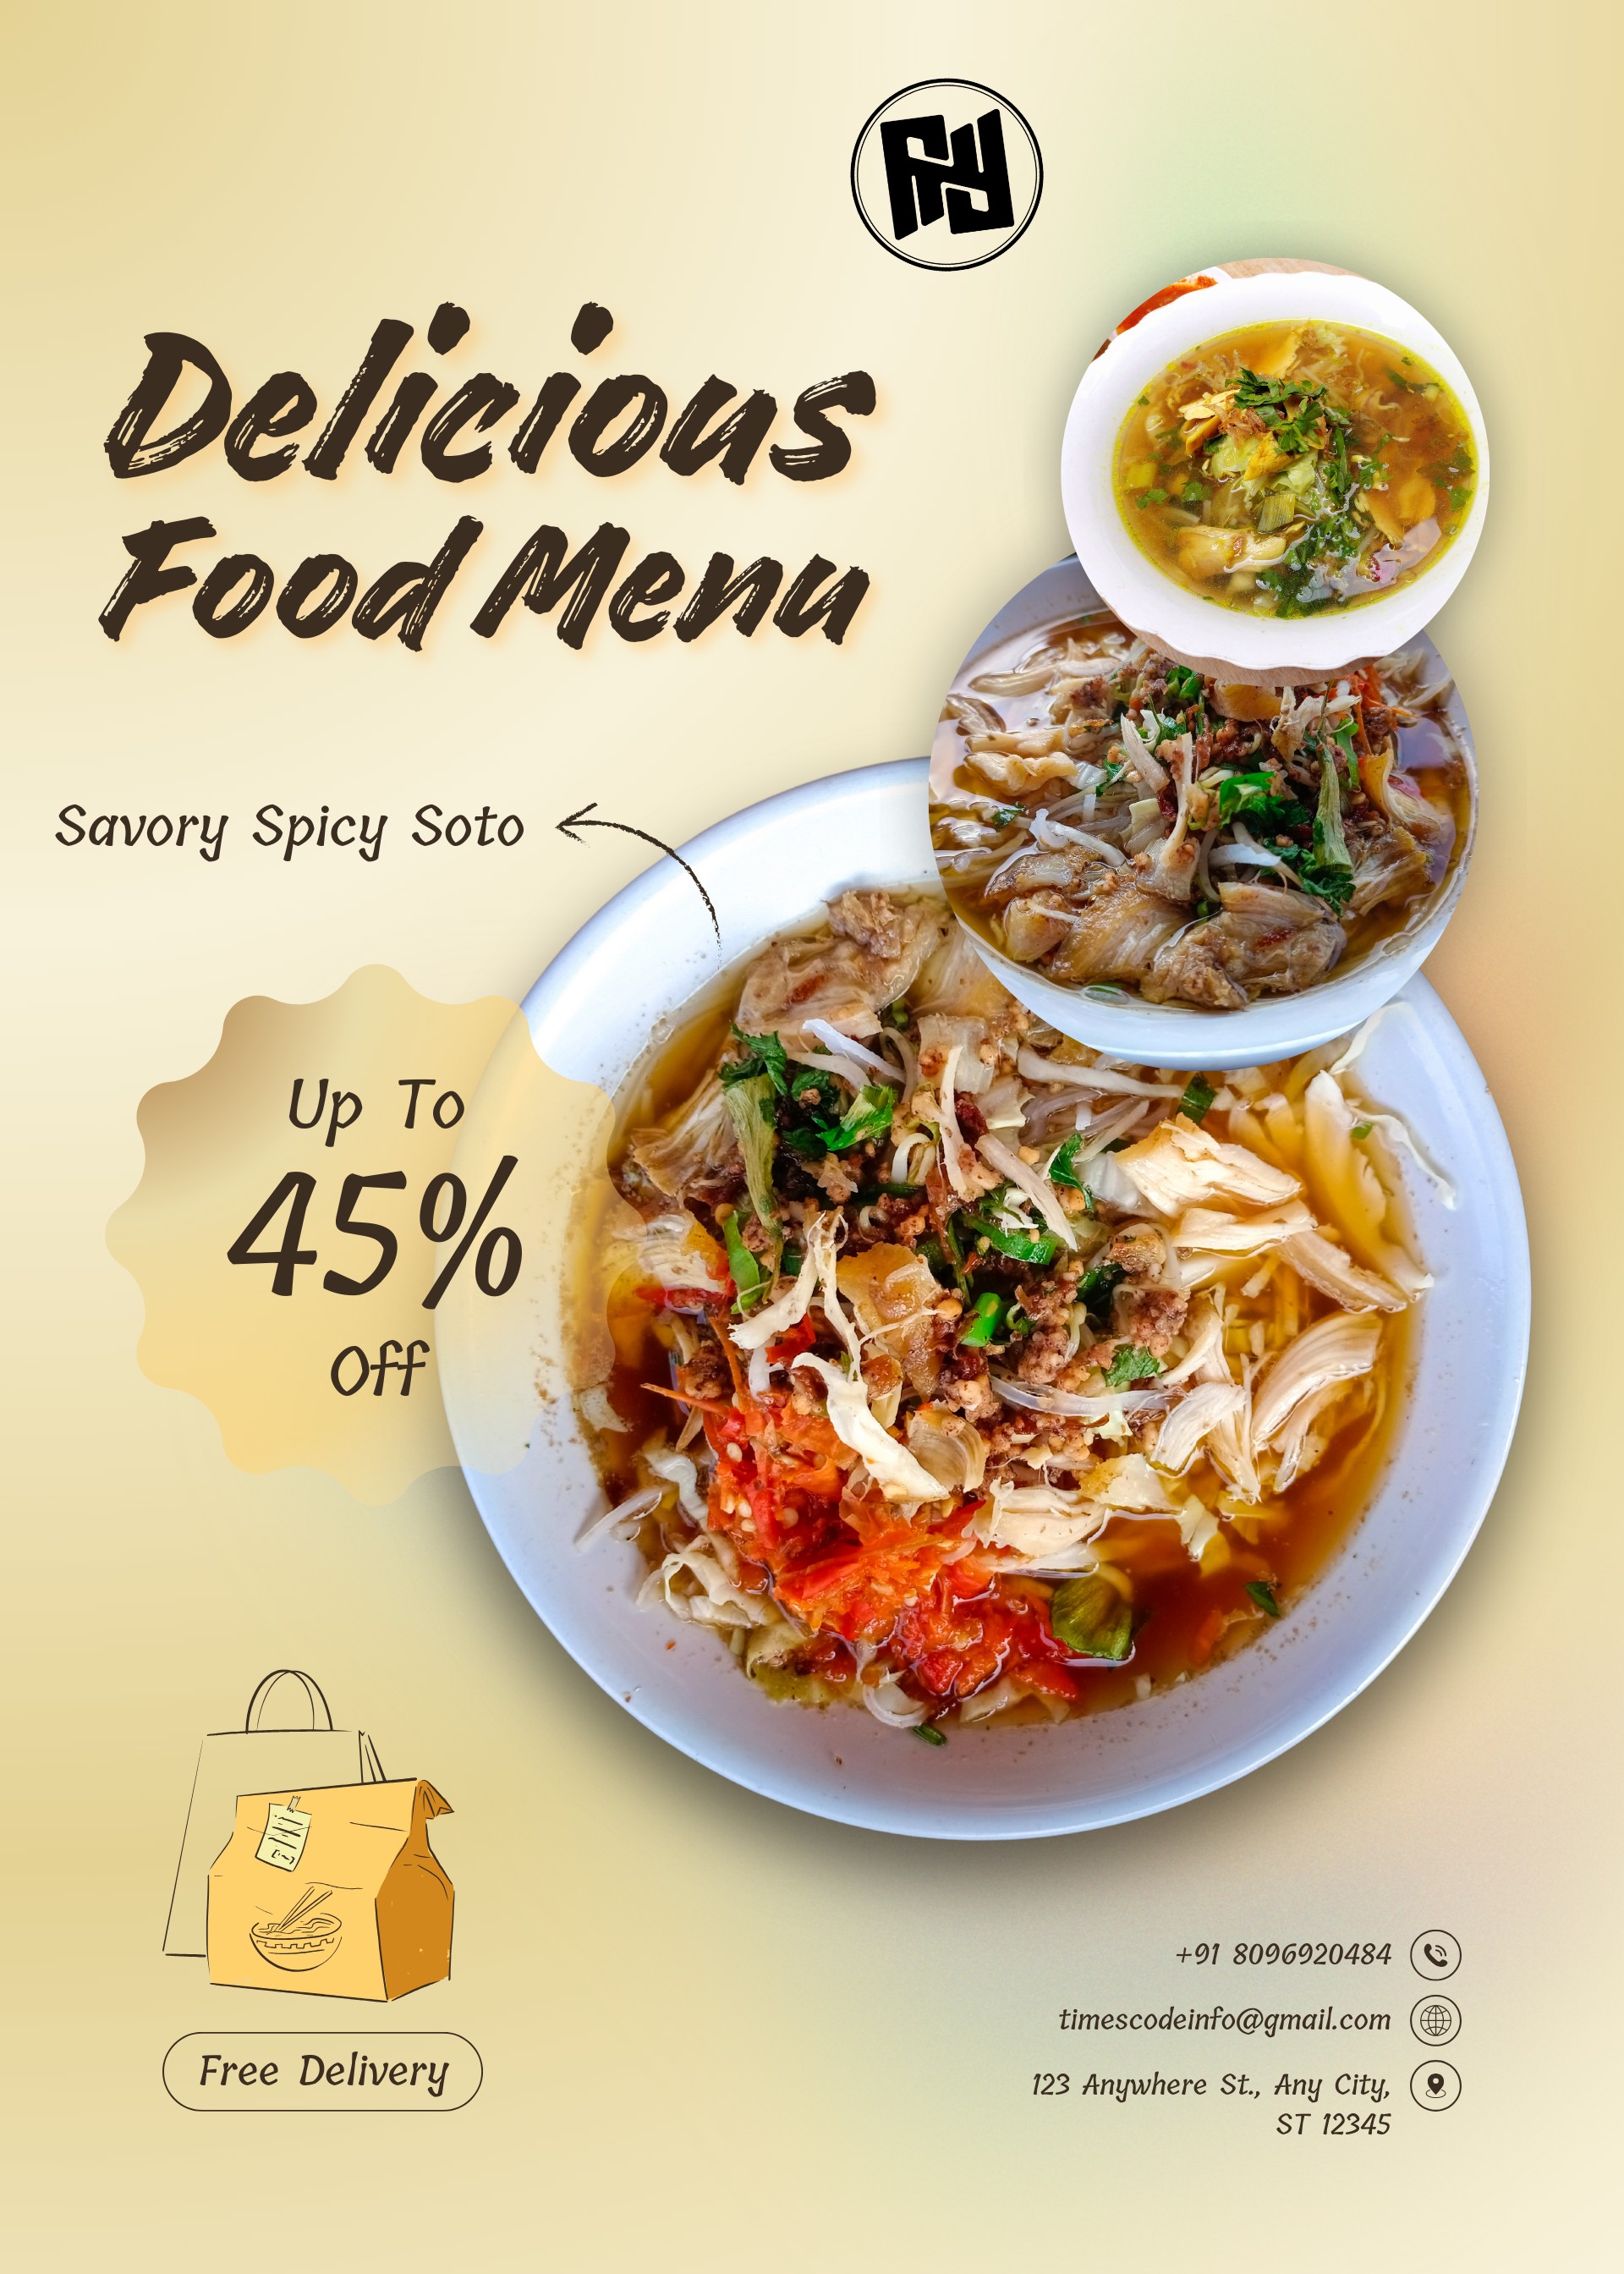 Delicious
Food Menu
Savory Spicy Soto
Up To
45%
Off
Free Delivery
+91 8096920484
timescodeinfo@gmail.com
123 Anywhere St., Any City,
ST 12345